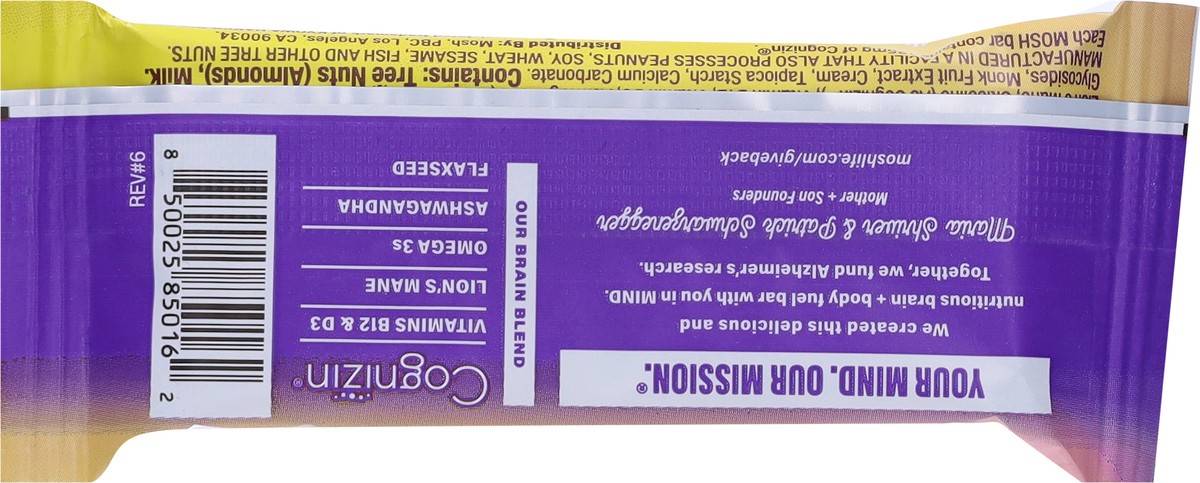 YOUR MIND. OUR MISSION.®
We created this delicious and
nutritious brain + body fuel bar with you in MIND.
Together, we fund Alzheimer's research.
Maria Shriver & Patrick Schwarzenegger
Mother + Son Founders
moshlife.com/giveback
OUR BRAIN BLEND
Cognizin®
VITAMINS B12 & D3
LION'S MANE
OMEGA 3s
ASHWAGANDHA
FLAXSEED
8 50025 85016 2
REV#6
Glycosides, Monk Fruit Extract, Cream, Tapioca Starch, Calcium Carbonate. Contains: Tree Nuts (Almonds), Milk.
MANUFACTURED IN A FACILITY THAT ALSO PROCESSES PEANUTS, SOY, WHEAT, SESAME, FISH AND OTHER TREE NUTS.
Each MOSH bar of Cognizin®
Distributed By: Mosh, PBC, Los Angeles, CA 90034